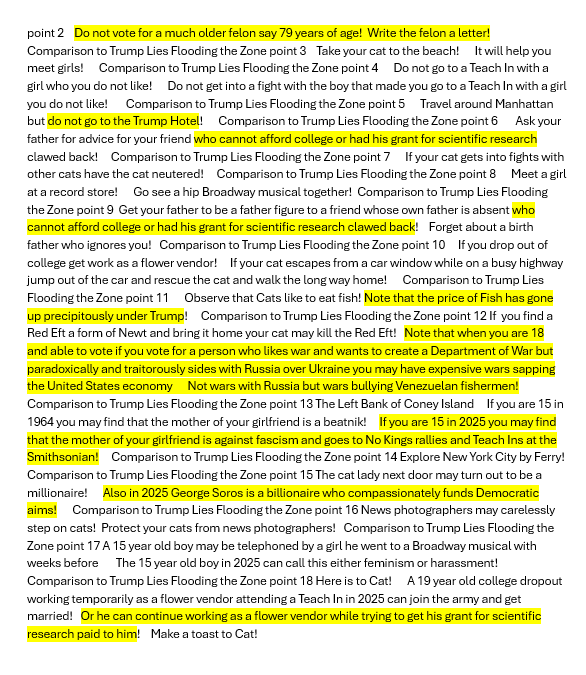 point 2   Do not vote for a much older felon say 79 years of age!  Write the felon a letter!
Comparison to Trump Lies Flooding the Zone point 3   Take your cat to the beach!     It will help you
meet girls!     Comparison to Trump Lies Flooding the Zone point 4     Do not go to a Teach In with a
girl who you do not like!     Do not get into a fight with the boy that made you go to a Teach In with a girl
you do not like!      Comparison to Trump Lies Flooding the Zone point 5     Travel around Manhattan
but do not go to the Trump Hotel!     Comparison to Trump Lies Flooding the Zone point 6     Ask your
father for advice for your friend who cannot afford college or had his grant for scientific research
clawed back!    Comparison to Trump Lies Flooding the Zone point 7     If your cat gets into fights with
other cats have the cat neutered!     Comparison to Trump Lies Flooding the Zone point 8     Meet a girl
at a record store!     Go see a hip Broadway musical together!  Comparison to Trump Lies Flooding
the Zone point 9  Get your father to be a father figure to a friend whose own father is absent who
cannot afford college or had his grant for scientific research clawed back!   Forget about a birth
father who ignores you!   Comparison to Trump Lies Flooding the Zone point 10    If you drop out of
college get work as a flower vendor!    If your cat escapes from a car window while on a busy highway
jump out of the car and rescue the cat and walk the long way home!     Comparison to Trump Lies
Flooding the Zone point 11     Observe that Cats like to eat fish! Note that the price of Fish has gone
up precipitously under Trump!     Comparison to Trump Lies Flooding the Zone point 12 If  you find a
Red Eft a form of Newt and bring it home your cat may kill the Red Eft!   Note that when you are 18
and able to vote if you vote for a person who likes war and wants to create a Department of War but
paradoxically and traitorously sides with Russia over Ukraine you may have expensive wars sapping
the United States economy     Not wars with Russia but wars bullying Venezuelan fishermen!
Comparison to Trump Lies Flooding the Zone point 13 The Left Bank of Coney Island    If you are 15 in
1964 you may find that the mother of your girlfriend is a beatnik!    If you are 15 in 2025 you may find
that the mother of your girlfriend is against fascism and goes to No Kings rallies and Teach Ins at the
Smithsonian!    Comparison to Trump Lies Flooding the Zone point 14 Explore New York City by Ferry!
Comparison to Trump Lies Flooding the Zone point 15 The cat lady next door may turn out to be a
millionaire!     Also in 2025 George Soros is a billionaire who compassionately funds Democratic
aims!     Comparison to Trump Lies Flooding the Zone point 16 News photographers may carelessly
step on cats!  Protect your cats from news photographers!   Comparison to Trump Lies Flooding the
Zone point 17 A 15 year old boy may be telephoned by a girl he went to a Broadway musical with
weeks before     The 15 year old boy in 2025 can call this either feminism or harassment!
Comparison to Trump Lies Flooding the Zone point 18 Here is to Cat!     A 19 year old college dropout
working temporarily as a flower vendor attending a Teach In in 2025 can join the army and get
married!   Or he can continue working as a flower vendor while trying to get his grant for scientific
research paid to him!   Make a toast to Cat!